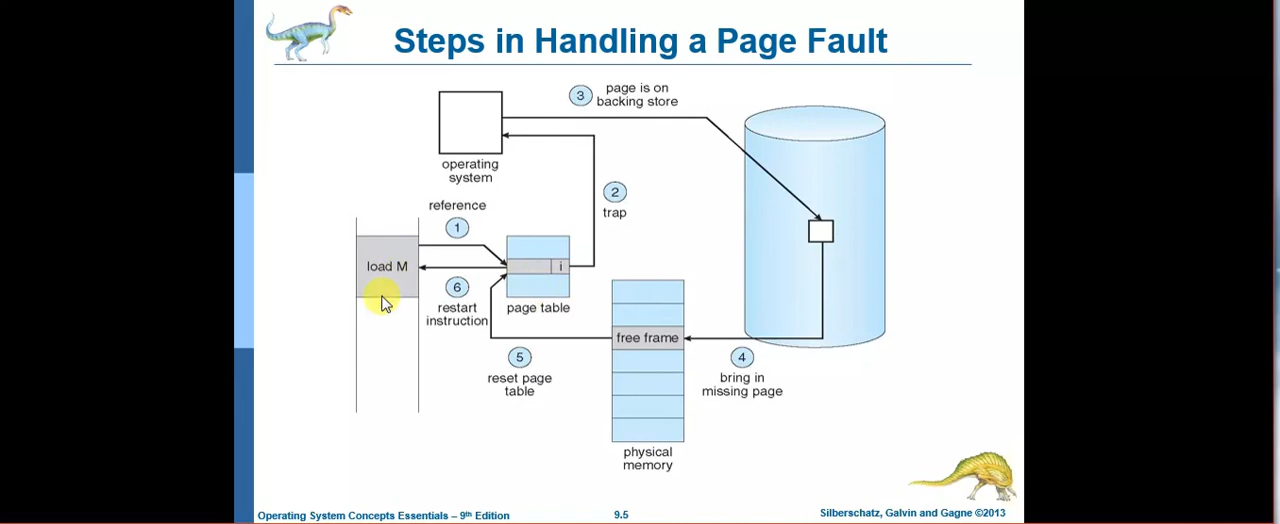 Steps in Handling a Page Fault
3
page is on
backing store
operating
system
2
trap
reference
1
load M
i
6
restart
instruction
page table
free frame
5
reset page
table
4
bring in
missing page
physical
memory
Operating System Concepts Essentials – 9th Edition
9.5
Silberschatz, Galvin and Gagne ©2013